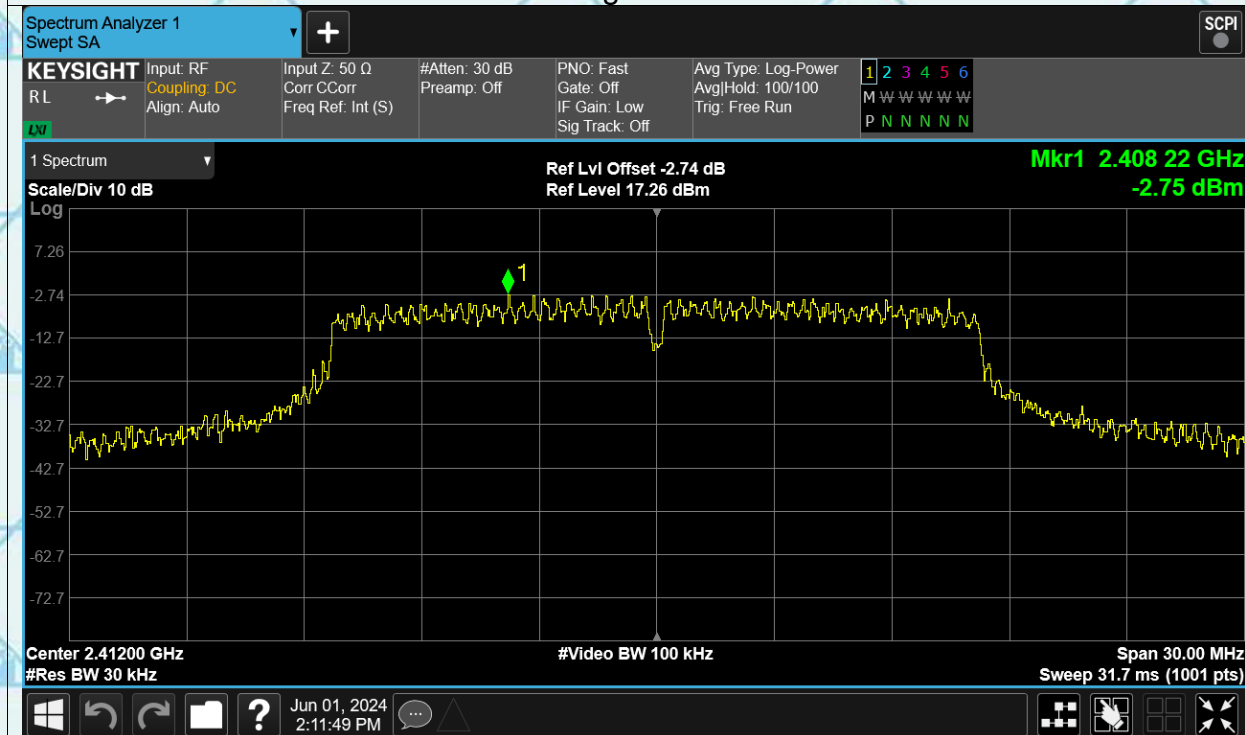 Spectrum Analyzer 1
Swept SA
+
SCPI
KEYSIGHT
RL
LXI
Input: RF
Coupling: DC
Align: Auto
Input Z: 50 Ω
Corr CCorr
Freq Ref: Int (S)
#Atten: 30 dB
Preamp: Off
PNO: Fast
Gate: Off
IF Gain: Low
Sig Track: Off
Avg Type: Log-Power
Avg|Hold: 100/100
Trig: Free Run
1 2 3 4 5 6
M W W W W W
P N N N N N
1 Spectrum
Scale/Div 10 dB
Log
Ref Lvl Offset -2.74 dB
Ref Level 17.26 dBm
Mkr1 2.408 22 GHz
-2.75 dBm
7.26
1
-2.74
-12.7
-22.7
-32.7
-42.7
-52.7
-62.7
-72.7
Center 2.41200 GHz
#Video BW 100 kHz
Span 30.00 MHz
#Res BW 30 kHz
Sweep 31.7 ms (1001 pts)
?
Jun 01, 2024
2:11:49 PM